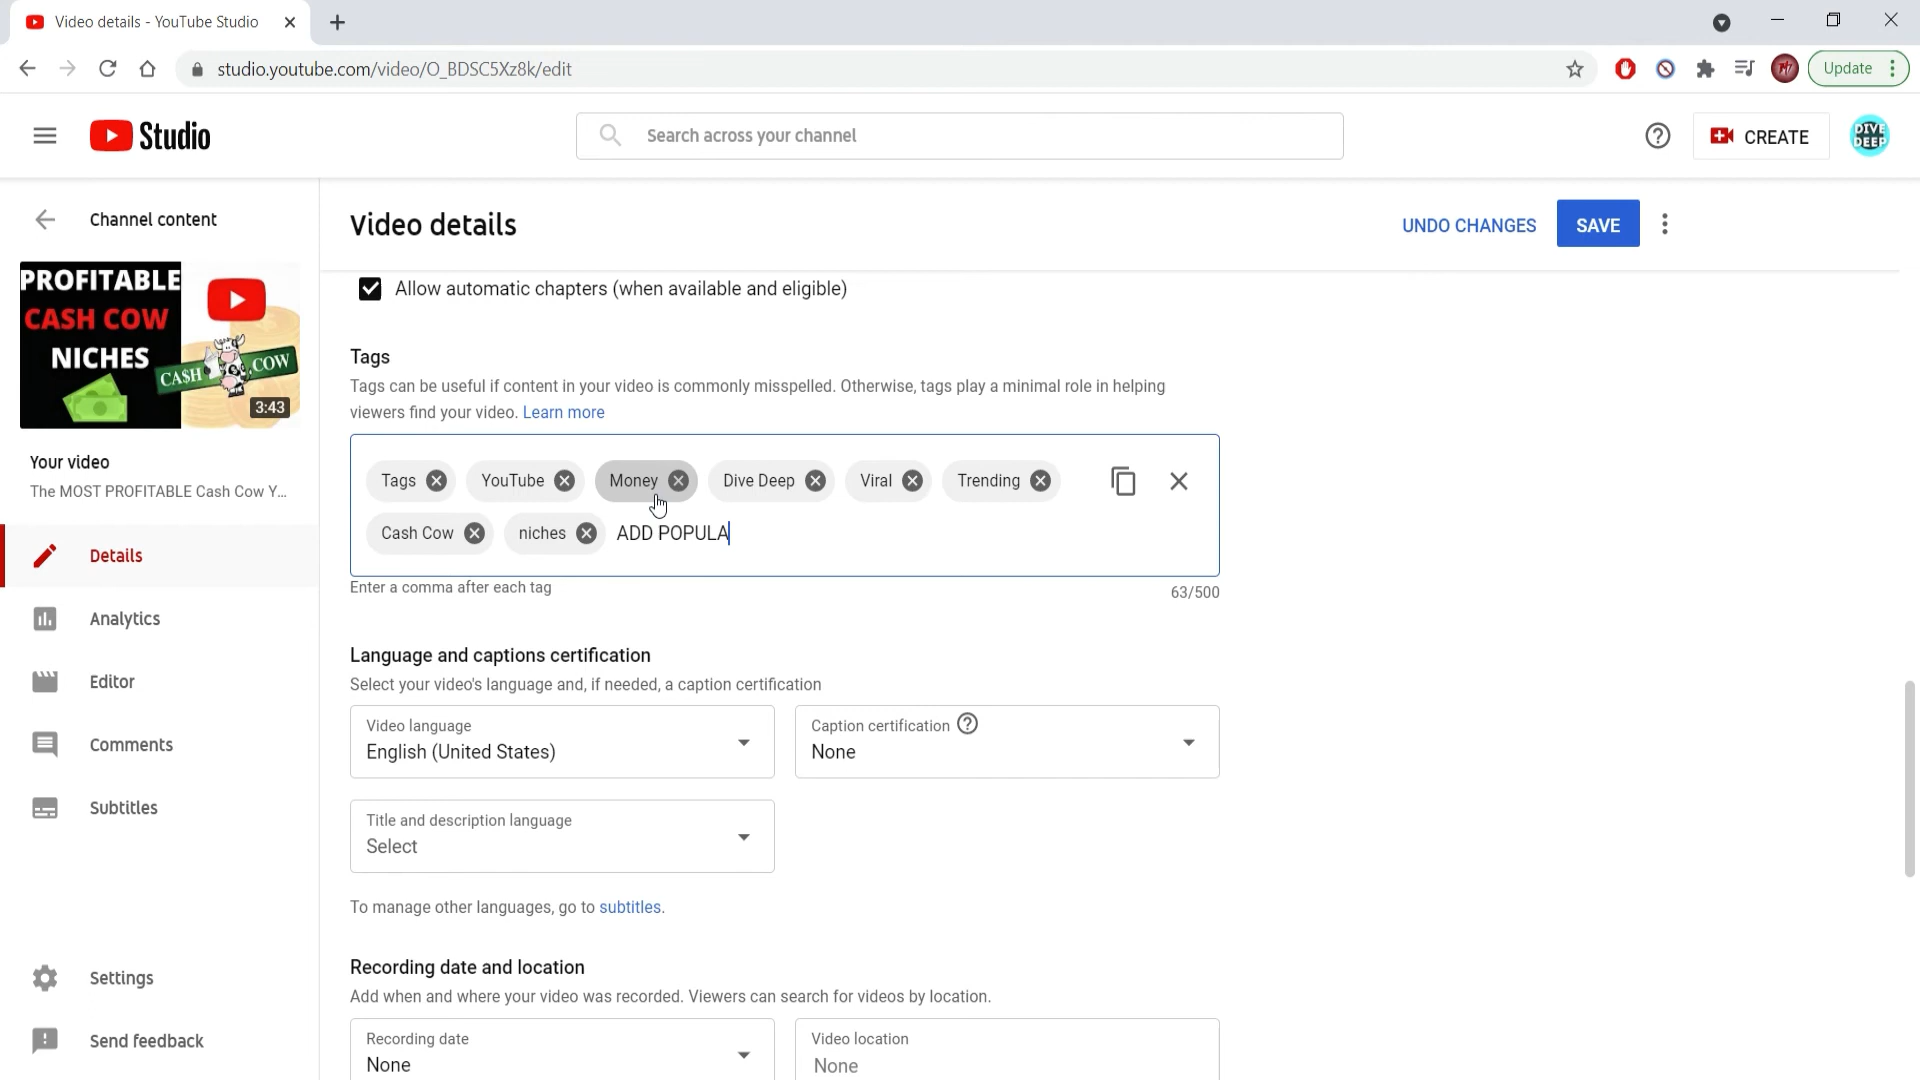 Video details - YouTube Studio
studio.youtube.com/video/O_BDSC5Xz8k/edit
Update
Studio
Search across your channel
CREATE
DIVE
DEEP
Channel content
Video details
UNDO CHANGES
SAVE
PROFITABLE
CASH COW
NICHES
CA$H COW
3:43
Your video
The MOST PROFITABLE Cash Cow Y...
Details
Analytics
Editor
Comments
Subtitles
Settings
Send feedback
Allow automatic chapters (when available and eligible)
Tags
Tags can be useful if content in your video is commonly misspelled. Otherwise, tags play a minimal role in helping
viewers find your video. Learn more
Tags YouTube Money Dive Deep Viral Trending
Cash Cow niches ADD POPULA
Enter a comma after each tag
63/500
Language and captions certification
Select your video's language and, if needed, a caption certification
Video language
English (United States)
Caption certification
None
Title and description language
Select
To manage other languages, go to subtitles.
Recording date and location
Add when and where your video was recorded. Viewers can search for videos by location.
Recording date
None
Video location
None